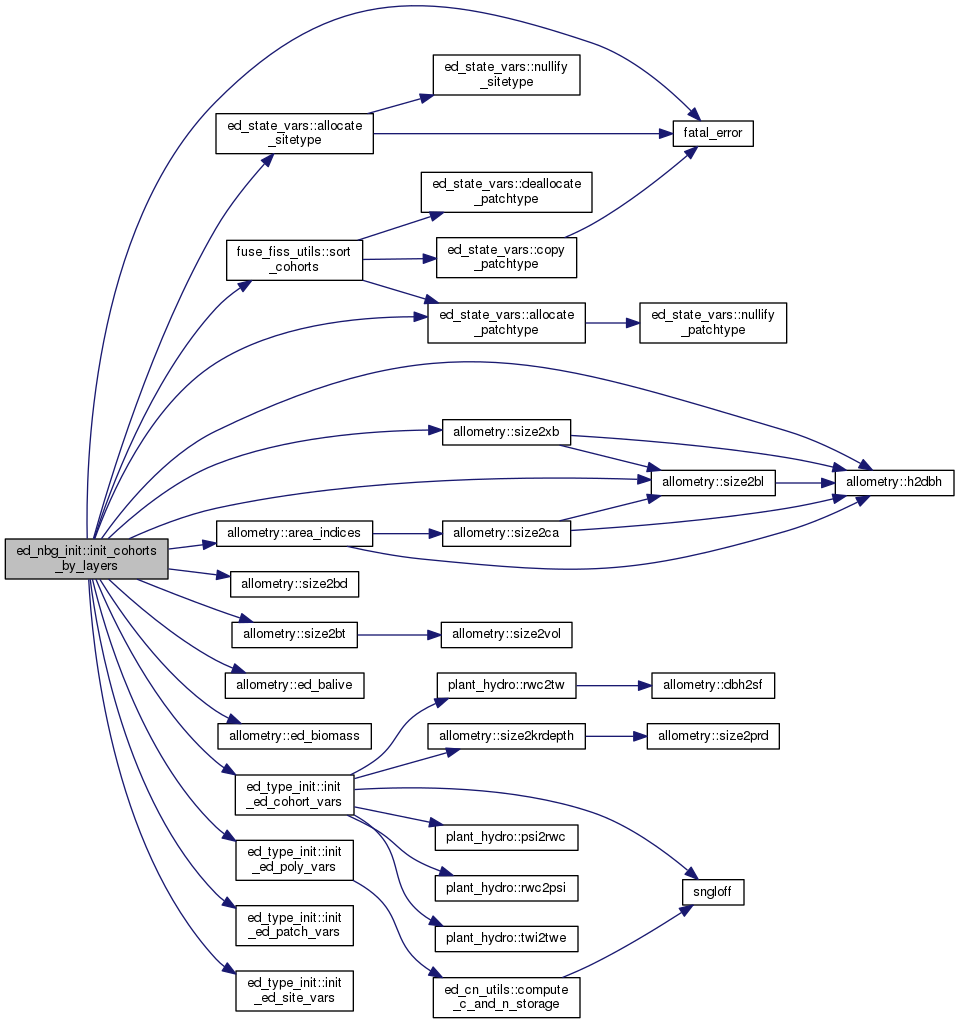 ed_state_vars::nullify
_sitetype
ed_state_vars::allocate
_sitetype
fatal_error
ed_state_vars::deallocate
_patchtype
fuse_fiss_utils::sort
_cohorts
ed_state_vars::copy
_patchtype
ed_state_vars::allocate
_patchtype
ed_state_vars::nullify
_patchtype
allometry::size2xb
allometry::size2bl
allometry::h2dbh
allometry::area_indices
allometry::size2ca
ed_nbg_init::init_cohorts
_by_layers
allometry::size2bd
allometry::size2bt
allometry::size2vol
allometry::ed_balive
plant_hydro::rwc2tw
allometry::dbh2sf
allometry::ed_biomass
allometry::size2krdepth
allometry::size2prd
ed_type_init::init
_ed_cohort_vars
plant_hydro::psi2rwc
ed_type_init::init
_ed_poly_vars
plant_hydro::rwc2psi
sngloff
ed_type_init::init
_ed_patch_vars
plant_hydro::twi2twe
ed_type_init::init
_ed_site_vars
ed_cn_utils::compute
_c_and_n_storage